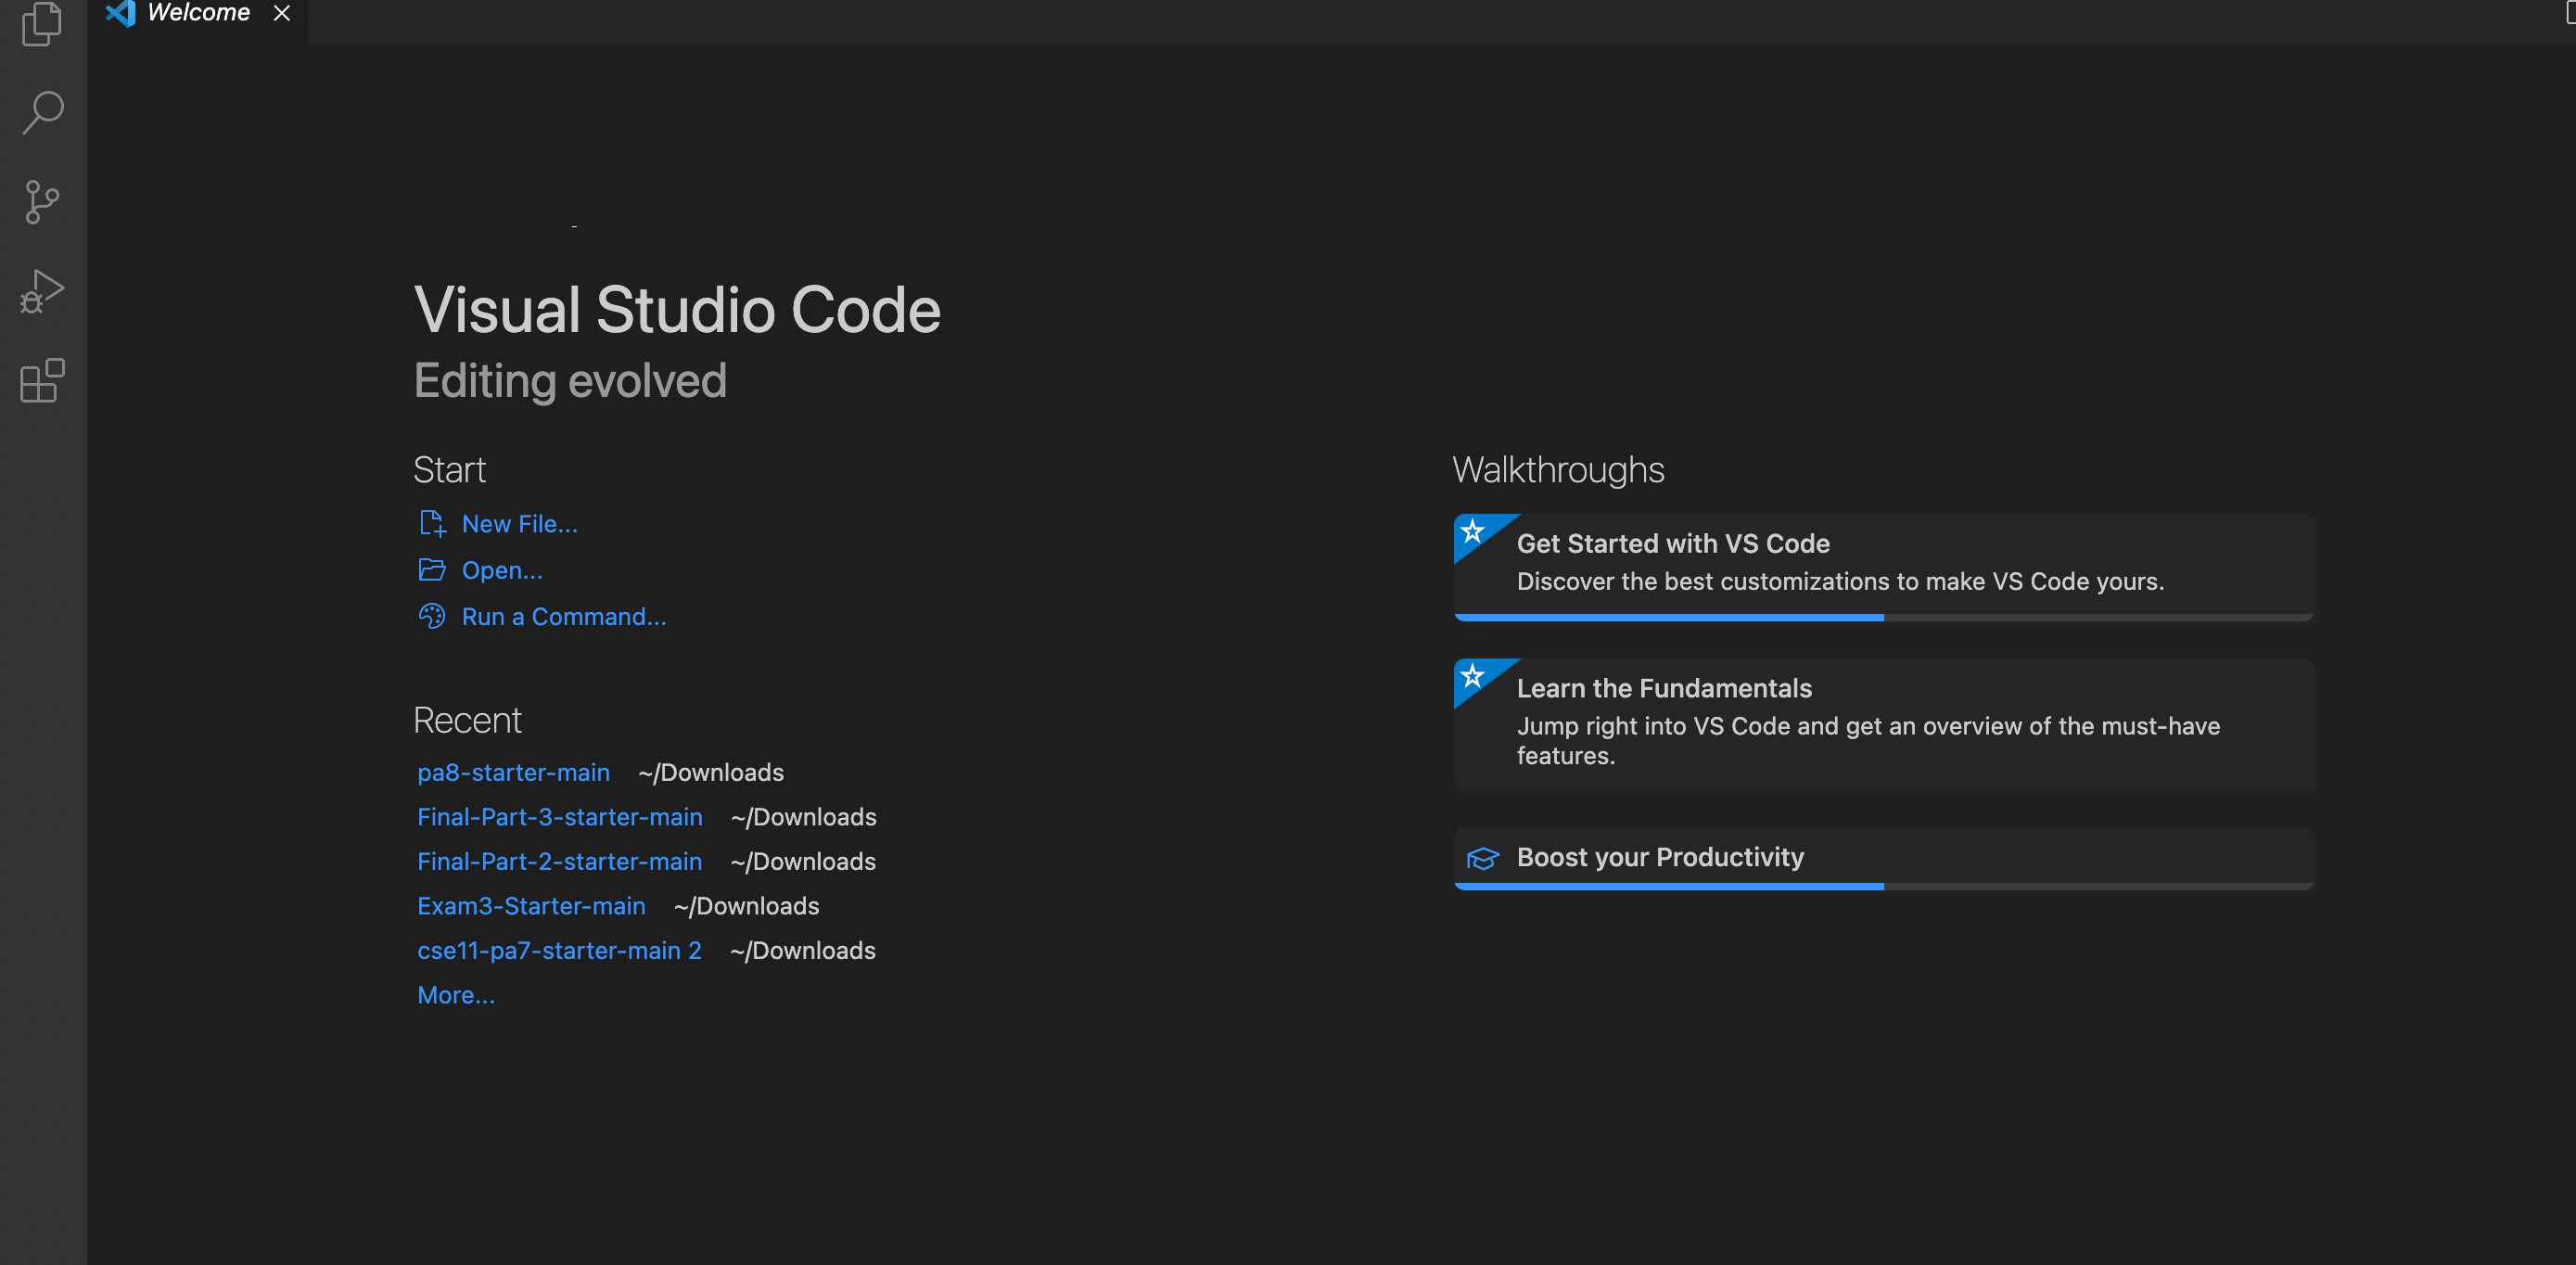 Welcome
Visual Studio Code
Editing evolved
Start
New File...
Open...
Run a Command...
Recent
pa8-starter-main ~/Downloads
Final-Part-3-starter-main ~/Downloads
Final-Part-2-starter-main ~/Downloads
Exam3-Starter-main ~/Downloads
cse11-pa7-starter-main 2 ~/Downloads
More...
Walkthroughs
Get Started with VS Code
Discover the best customizations to make VS Code yours.
Learn the Fundamentals
Jump right into VS Code and get an overview of the must-have
features.
Boost your Productivity